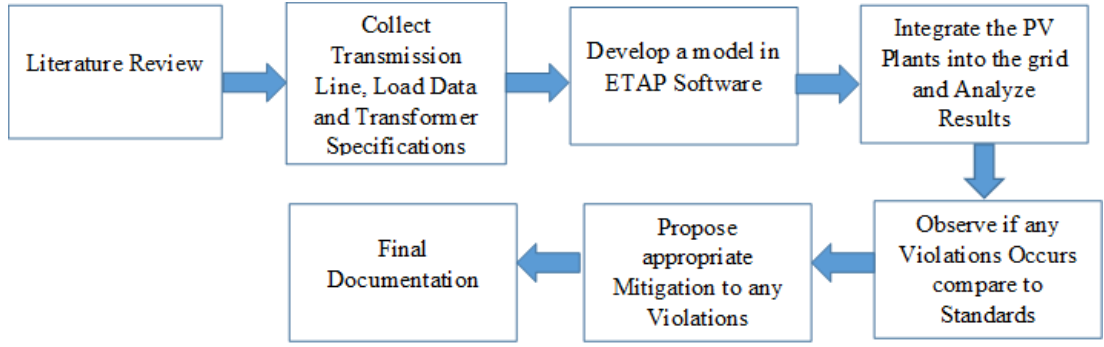 Literature Review
Collect
Transmission
Line, Load Data
and Transformer
Specifications
Develop a model in
ETAP Software
Integrate the PV
Plants into the grid
and Analyze
Results
Observe if any
Violations Occurs
compare to
Standards
Propose
appropriate
Mitigation to any
Violations
Final
Documentation